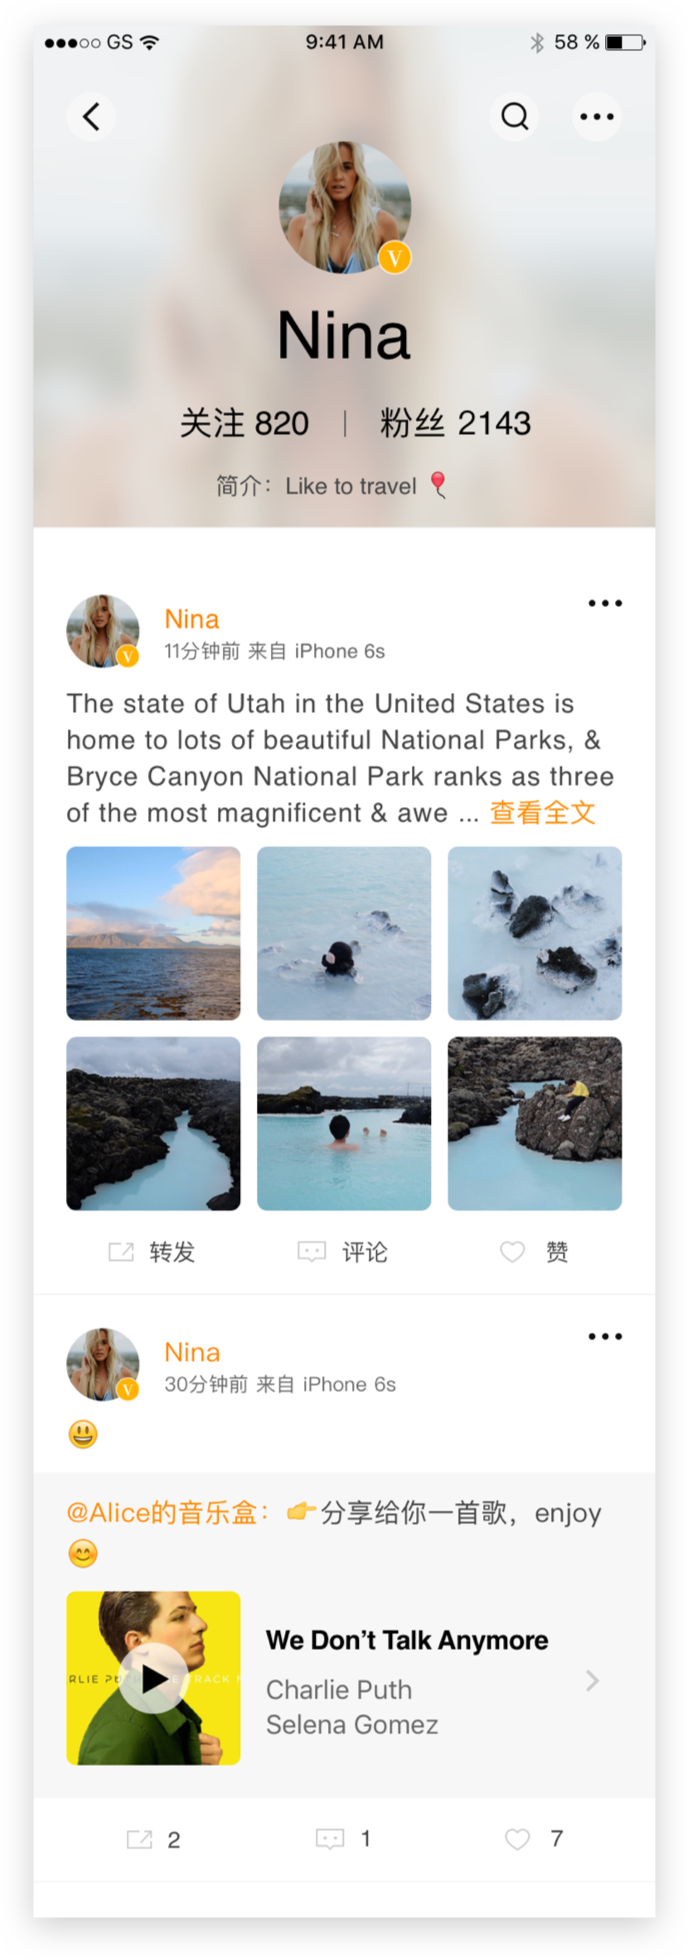 GS 9:41 AM 58 %
V
Nina
关注 820 | 粉丝 2143
简介：Like to travel 🎈
Nina
V
11分钟前 来自 iPhone 6s
The state of Utah in the United States is
home to lots of beautiful National Parks, &
Bryce Canyon National Park ranks as three
of the most magnificent & awe ... 查看全文
转发 评论 赞
Nina
V
30分钟前 来自 iPhone 6s
😃
@Alice的音乐盒：👉分享给你一首歌，enjoy
😊
We Don’t Talk Anymore
Charlie Puth
Selena Gomez
2 1 7